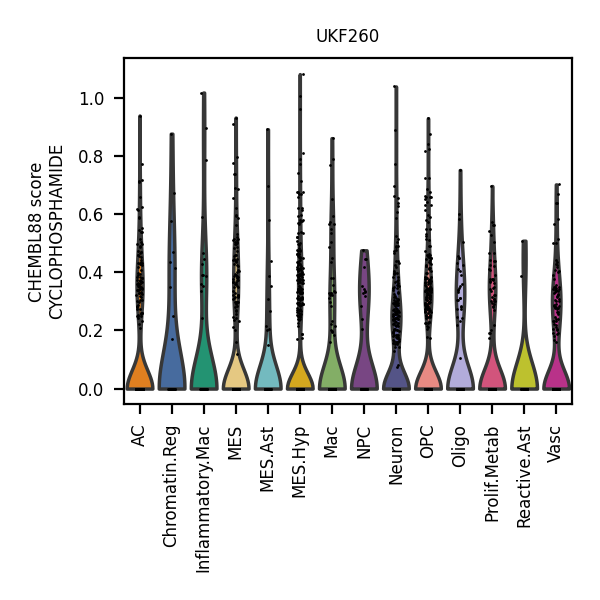 UKF260
CHEMBL88 score
CYCLOPHOSPHAMIDE
1.0
0.8
0.6
0.4
0.2
0.0
AC
Chromatin.Reg
Inflammatory.Mac
MES
MES.Ast
MES.Hyp
Mac
NPC
Neuron
OPC
Oligo
Prolif.Metab
Reactive.Ast
Vasc